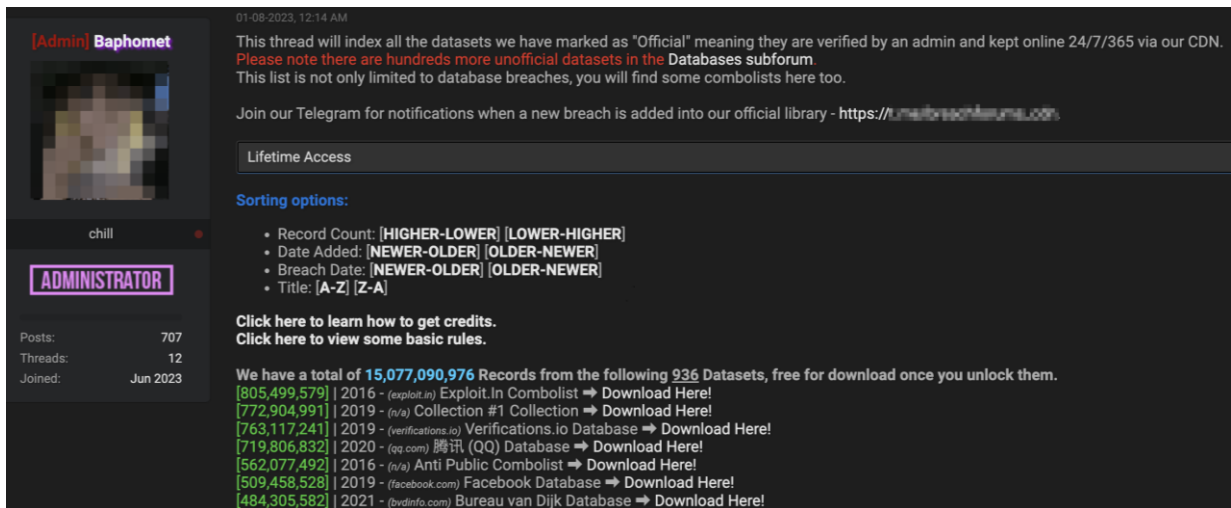 01-08-2023, 12:14 AM
[Admin] Baphomet
This thread will index all the datasets we have marked as "Official" meaning they are verified by an admin and kept online 24/7/365 via our CDN.
Please note there are hundreds more unofficial datasets in the Databases subforum.
This list is not only limited to database breaches, you will find some combolists here too.
Join our Telegram for notifications when a new breach is added into our official library - https://
Lifetime Access
Sorting options:
• Record Count: [HIGHER-LOWER] [LOWER-HIGHER]
• Date Added: [NEWER-OLDER] [OLDER-NEWER]
• Breach Date: [NEWER-OLDER] [OLDER-NEWER]
• Title: [A-Z] [Z-A]
chill
ADMINISTRATOR
Posts: 707
Threads: 12
Joined: Jun 2023
Click here to learn how to get credits.
Click here to view some basic rules.
We have a total of 15,077,090,976 Records from the following 936 Datasets, free for download once you unlock them.
[805,499,579] | 2016 - (exploit.in) Exploit.In Combolist ➡ Download Here!
[772,904,991] | 2019 - (n/a) Collection #1 Collection ➡ Download Here!
[763,117,241] | 2019 - (verifications.io) Verifications.io Database ➡ Download Here!
[719,806,832] | 2020 - (qq.com) 腾讯 (QQ) Database ➡ Download Here!
[562,077,492] | 2016 - (n/a) Anti Public Combolist ➡ Download Here!
[509,458,528] | 2019 - (facebook.com) Facebook Database ➡ Download Here!
[484,305,582] | 2021 - (bvdinfo.com) Bureau van Dijk Database ➡ Download Here!